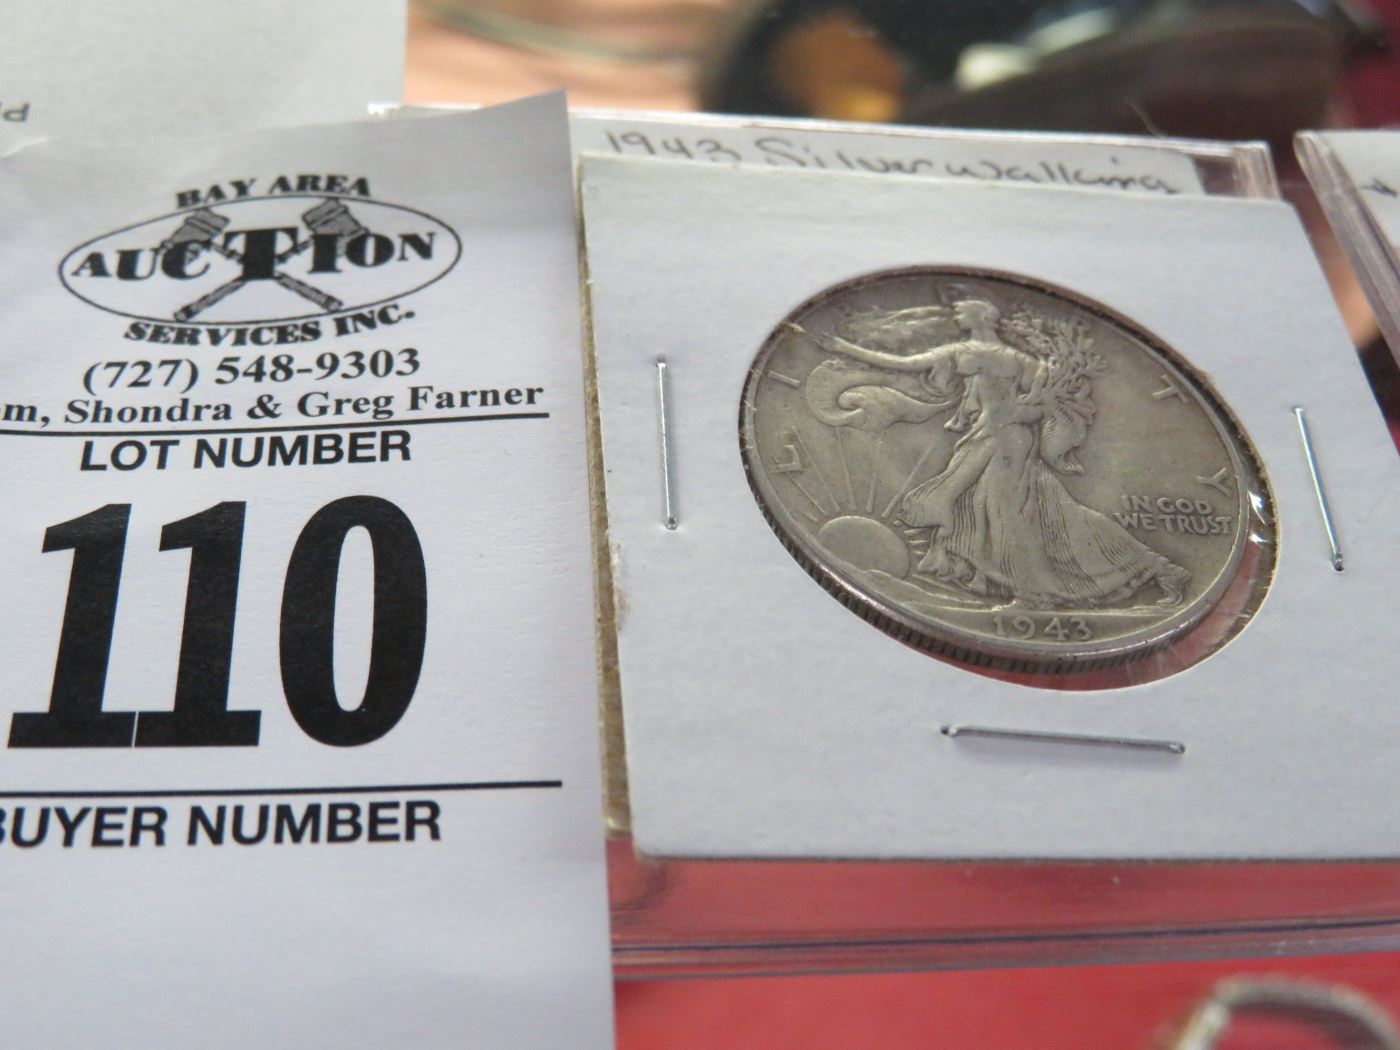 BAY AREA
AUCTION
SERVICES INC.
(727) 548-9303
om, Shondra & Greg Farner
LOT NUMBER
110
BUYER NUMBER
1943 Silver walking
L I T Y
IN GOD
WE TRUST
1943